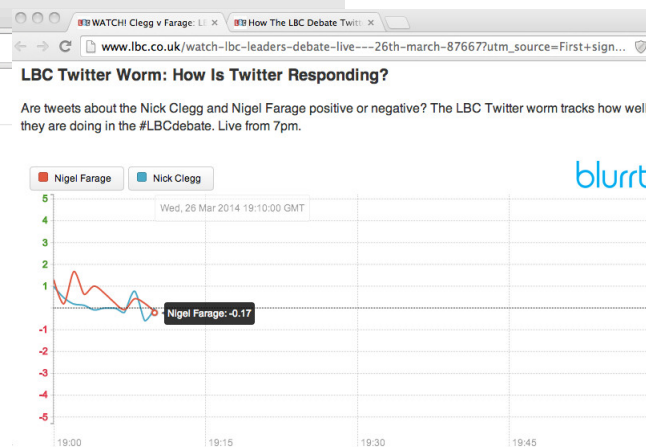 WATCH! Clegg v Farage: L
How The LBC Debate Twitt
www.lbc.co.uk/watch-lbc-leaders-debate-live---26th-march-87667?utm_source=First+sign...
LBC Twitter Worm: How Is Twitter Responding?
Are tweets about the Nick Clegg and Nigel Farage positive or negative? The LBC Twitter worm tracks how well
they are doing in the #LBCdebate. Live from 7pm.
Nigel Farage
Nick Clegg
blurrt
Wed, 26 Mar 2014 19:10:00 GMT
5
4
3
2
1
Nigel Farage: -0.17
-1
-2
-3
-4
-5
19:00
19:15
19:30
19:45